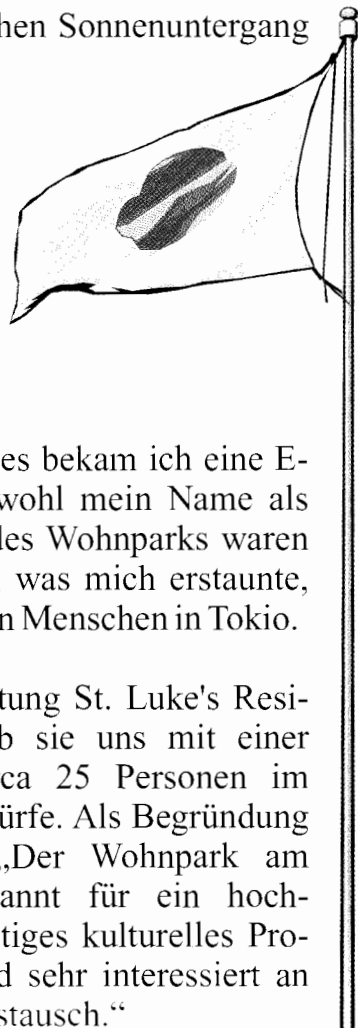 hen Sonnenuntergang
es bekam ich eine E-
wohl mein Name als
des Wohnparks waren
was mich erstaunte,
n Menschen in Tokio.
tung St. Luke's Resi-
b sie uns mit einer
ca 25 Personen im
ürfe. Als Begründung
„Der Wohnpark am
annt für ein hoch-
tiges kulturelles Pro-
d sehr interessiert an
stausch.“